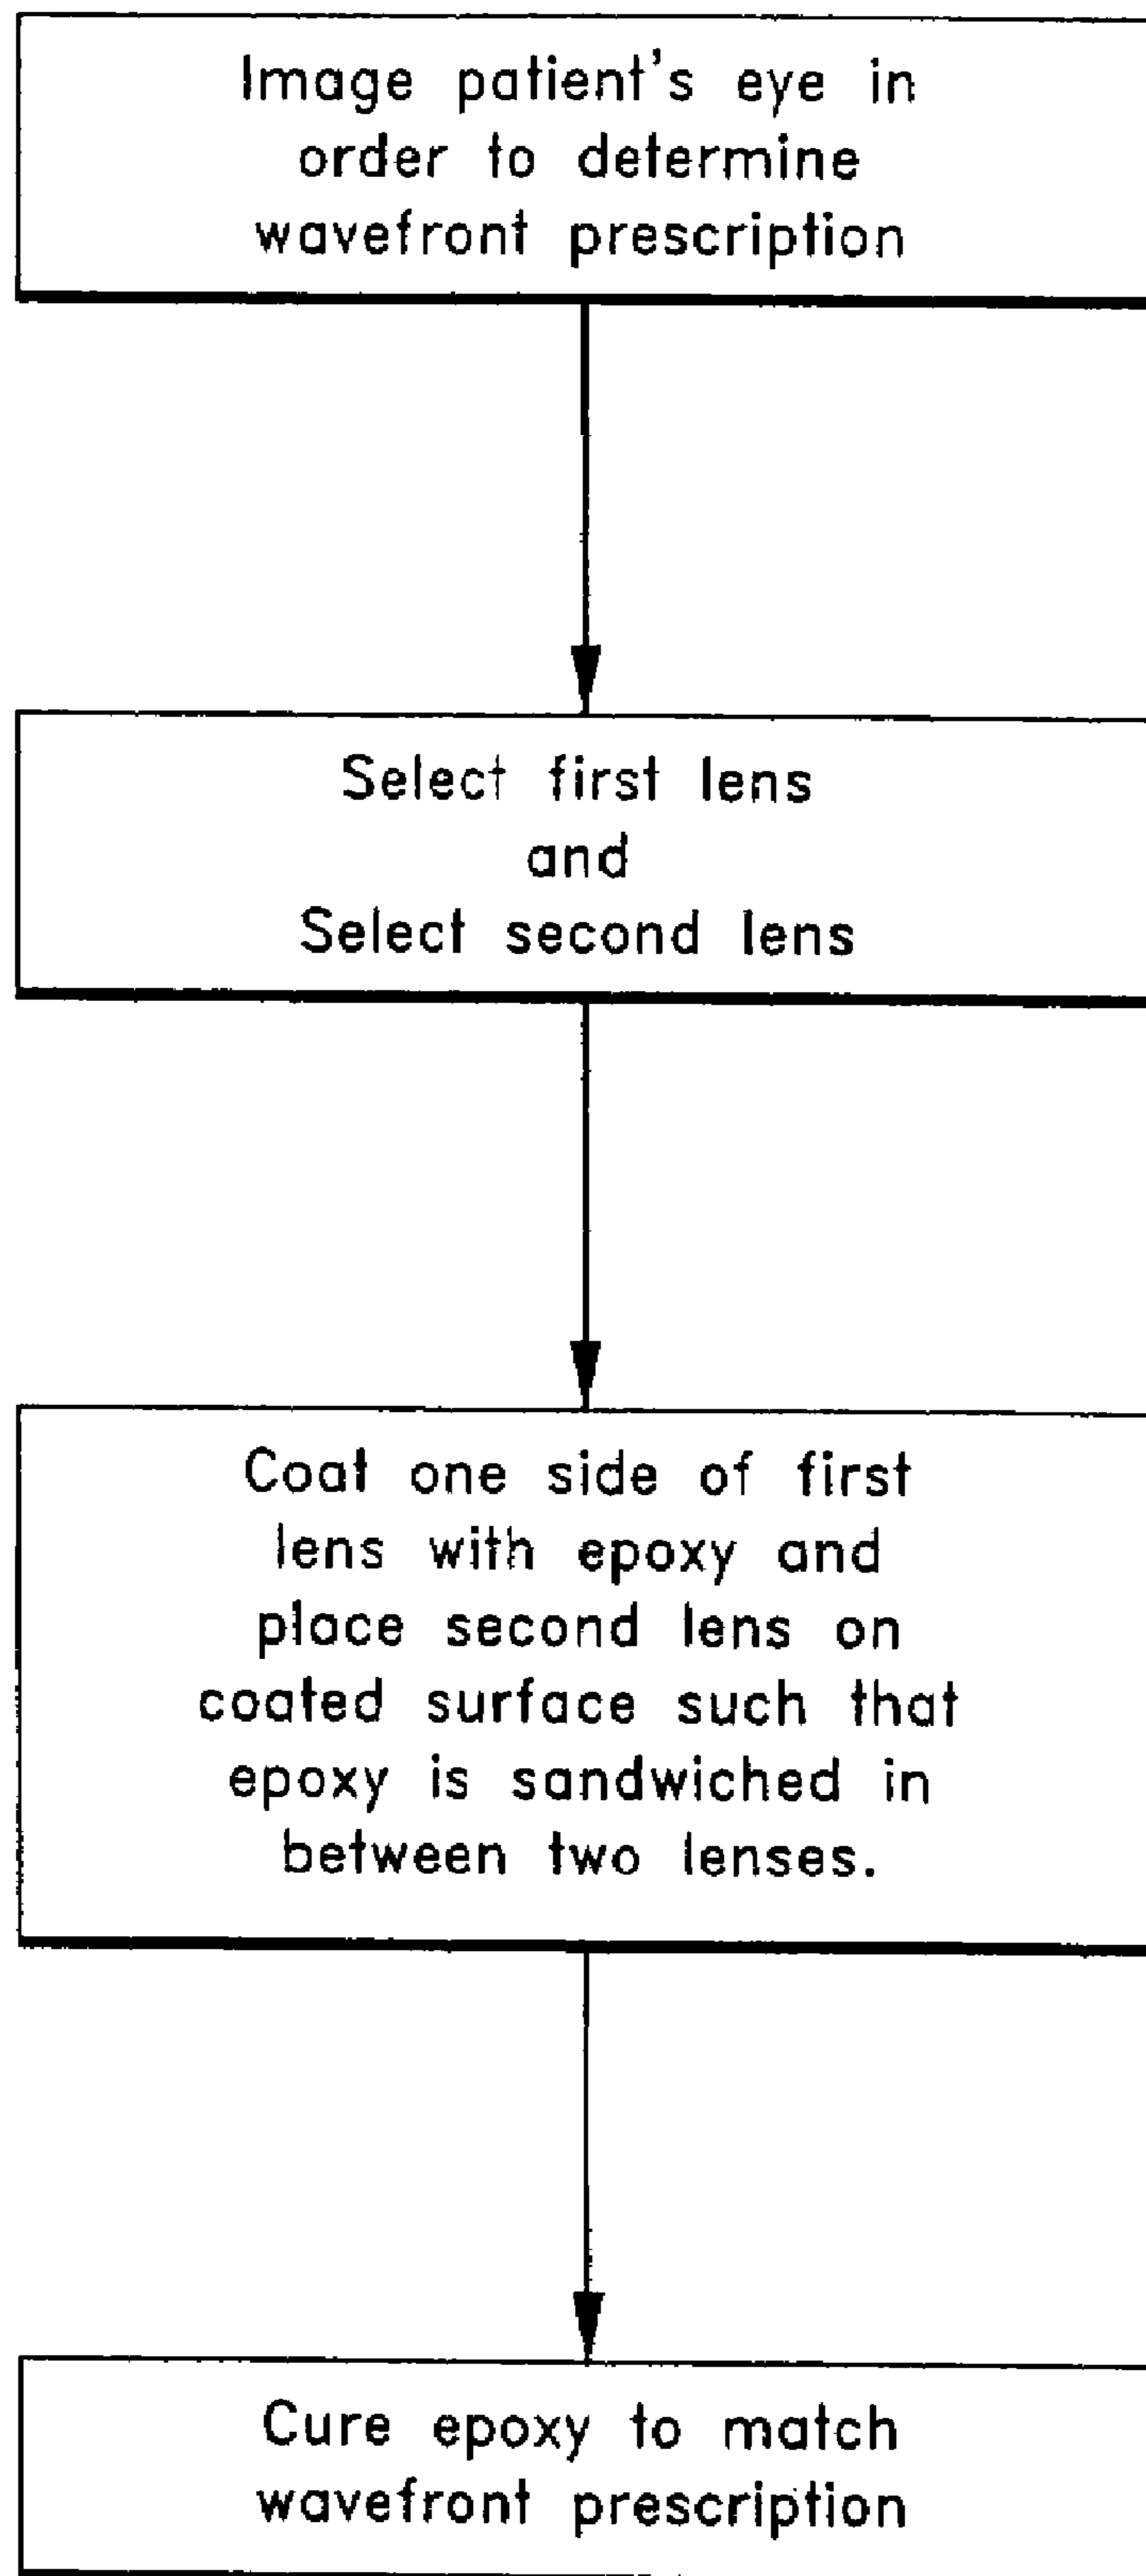 Image patient's eye in
order to determine
wavefront prescription
Select first lens
and
Select second lens
Coat one side of first
lens with epoxy and
place second lens on
coated surface such that
epoxy is sandwiched in
between two lenses.
Cure epoxy to match
wavefront prescription